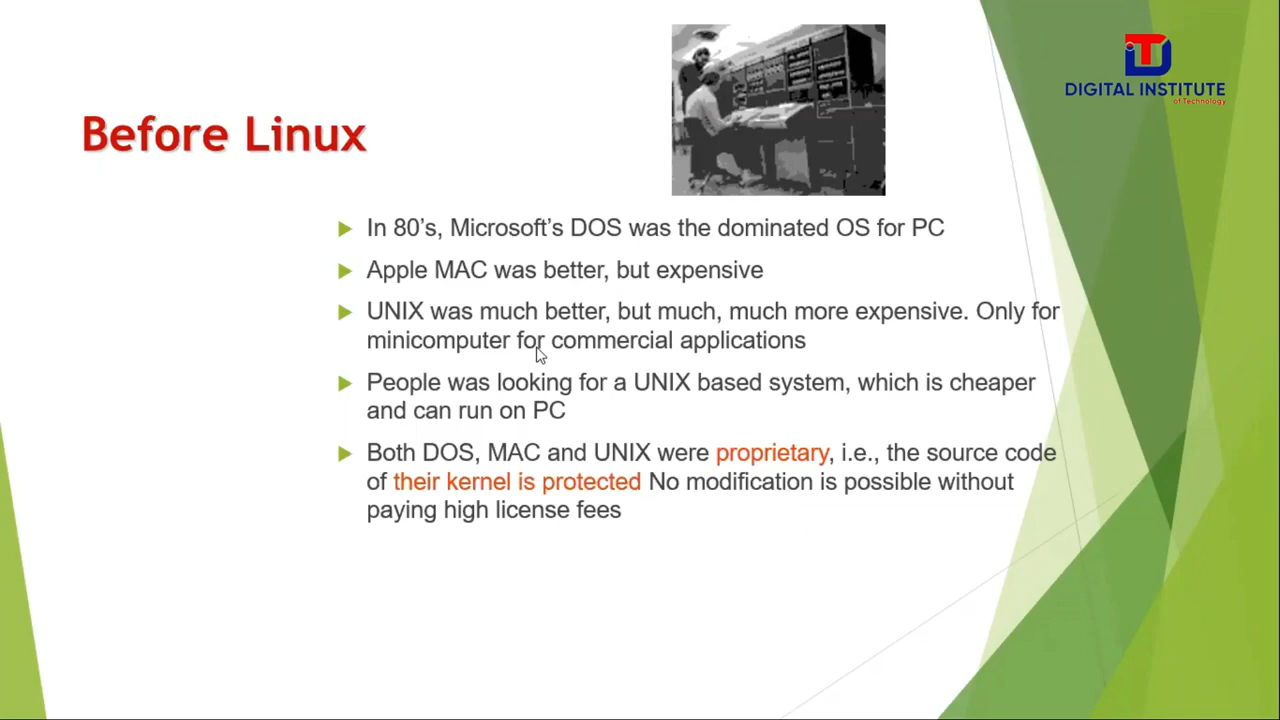 DIGITAL INSTITUTE
of Technology
Before Linux
In 80's, Microsoft's DOS was the dominated OS for PC
Apple MAC was better, but expensive
UNIX was much better, but much, much more expensive. Only for
minicomputer for commercial applications
People was looking for a UNIX based system, which is cheaper
and can run on PC
Both DOS, MAC and UNIX were proprietary, i.e., the source code
of their kernel is protected No modification is possible without
paying high license fees